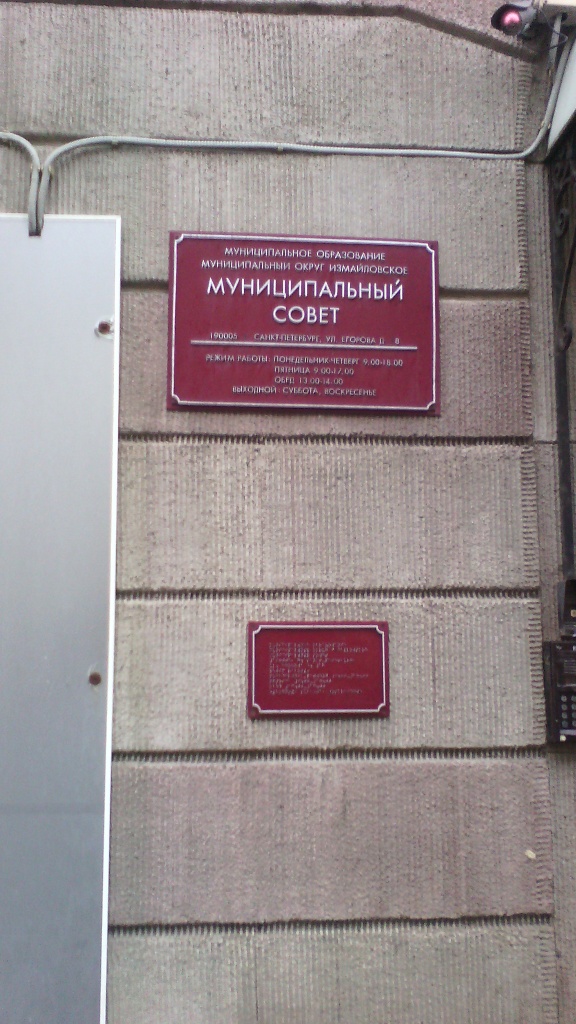 МУНИЦИПАЛЬНОЕ ОБРАЗОВАНИЕ
МУНИЦИПАЛЬНЫЙ ОКРУГ ИЗМАЙЛОВСКОЕ
МУНИЦИПАЛЬНЫЙ
СОВЕТ
190005 САНКТ-ПЕТЕРБУРГ, УЛ. ЕГОРОВА Д. 8
РЕЖИМ РАБОТЫ: ПОНЕДЕЛЬНИК-ЧЕТВЕРГ 9.00-18.00
ПЯТНИЦА 9.00-17.00
ОБЕД 13.00-14.00
ВЫХОДНОЙ: СУББОТА, ВОСКРЕСЕНЬЕ